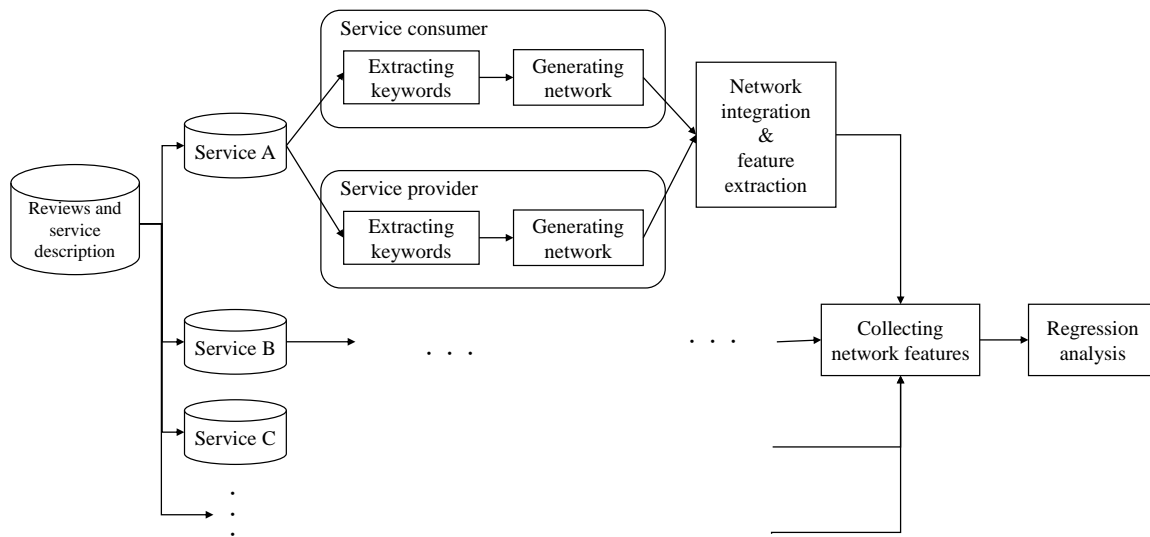 Service consumer
Extracting
keywords
Generating
network
Network
integration
&
feature
extraction
Service A
Service provider
Extracting
keywords
Generating
network
Reviews and
service
description
Service B
. . .
. . .
Collecting
network features
Regression
analysis
Service C
.
.
.